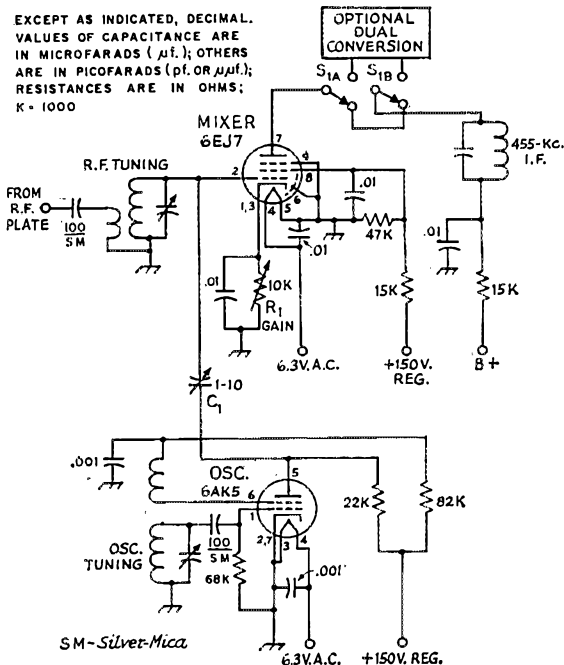 EXCEPT AS INDICATED, DECIMAL.
VALUES OF CAPACITANCE ARE
IN MICROFARADS ( µf.); OTHERS
ARE IN PICOFARADS (pf. OR µµf.);
RESISTANCES ARE IN OHMS;
K = 1000
OPTIONAL
DUAL
CONVERSION
S1A
S1B
MIXER
6EJ7
7
455-Kc.
I.F.
R.F. TUNING
2
9
8
6
1,3
4
5
.01
FROM
R.F.
PLATE
100
SM
.01
47K
.01
.01
10K
R1
GAIN
15K
15K
6.3V.A.C.
+150V.
REG.
B+
1-10
C1
.001
OSC.
6AK5
5
6
1
22K
82K
OSC.
TUNING
100
SM
68K
2,7
3
4
.001
SM~Silver-Mica
6.3V.A.C.
+150V. REG.